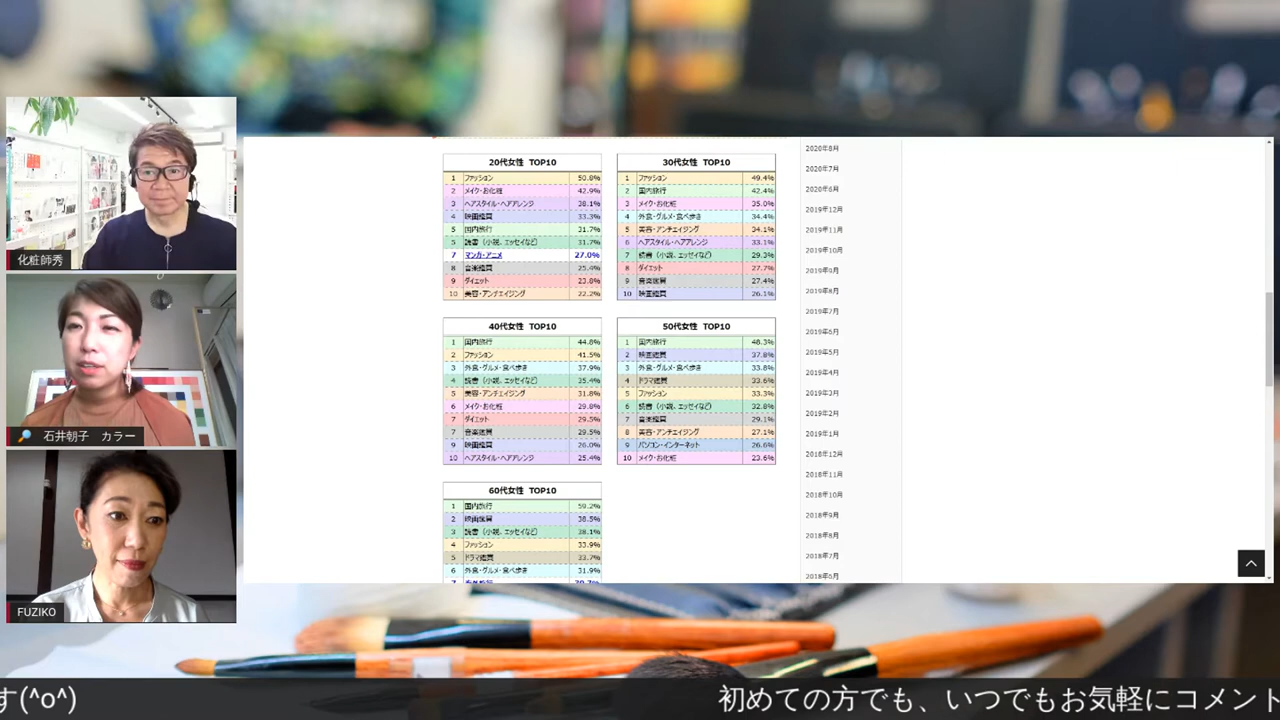 化粧師秀
石井朝子 カラー
FUZIKO
20代女性 TOP10
1 ファッション 50.8%
2 メイク・お化粧 42.9%
3 ヘアスタイル・ヘアアレンジ 38.1%
4 映画鑑賞 33.3%
5 国内旅行 31.7%
5 読書(小説、エッセイなど) 31.7%
7 マンガ・アニメ 27.0%
8 音楽鑑賞 25.4%
9 ダイエット 23.8%
10 美容・アンチエイジング 22.2%
30代女性 TOP10
1 ファッション 49.4%
2 国内旅行 42.4%
3 メイク・お化粧 35.0%
4 外食・グルメ・食べ歩き 34.4%
5 美容・アンチエイジング 34.1%
6 ヘアスタイル・ヘアアレンジ 33.1%
7 読書(小説、エッセイなど) 29.3%
8 ダイエット 27.7%
9 音楽鑑賞 27.4%
10 映画鑑賞 26.1%
40代女性 TOP10
1 国内旅行 44.8%
2 ファッション 41.5%
3 外食・グルメ・食べ歩き 37.9%
4 読書(小説、エッセイなど) 35.4%
5 美容・アンチエイジング 31.8%
6 メイク・お化粧 29.8%
7 ダイエット 29.5%
7 音楽鑑賞 29.5%
9 映画鑑賞 26.0%
10 ヘアスタイル・ヘアアレンジ 25.4%
50代女性 TOP10
1 国内旅行 48.3%
2 映画鑑賞 37.8%
3 外食・グルメ・食べ歩き 33.8%
4 ドラマ鑑賞 33.6%
5 ファッション 33.3%
6 読書(小説、エッセイなど) 32.8%
7 音楽鑑賞 29.1%
8 美容・アンチエイジング 27.1%
9 パソコン・インターネット 26.6%
10 メイク・お化粧 23.6%
60代女性 TOP10
1 国内旅行 59.2%
2 映画鑑賞 38.5%
3 読書(小説、エッセイなど) 38.1%
4 ファッション 33.9%
5 ドラマ鑑賞 33.7%
6 外食・グルメ・食べ歩き 31.9%
2020年8月
2020年7月
2020年6月
2019年12月
2019年11月
2019年10月
2019年9月
2019年8月
2019年7月
2019年6月
2019年5月
2019年4月
2019年3月
2019年2月
2019年1月
2018年12月
2018年11月
2018年10月
2018年9月
2018年8月
2018年7月
2018年6月
す(^o^) 初めての方でも、いつでもお気軽にコメント